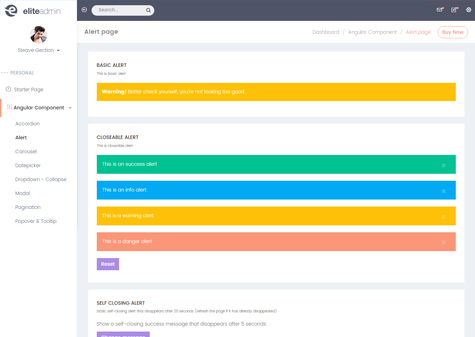 eliteadmin
Search...
Steave Gection
PERSONAL
Starter Page
Angular Component
Accordion
Alert
Carousel
Datepicker
Dropdown - Collapse
Modal
Pagination
Popover & Tooltip
Alert page
Dashboard / Angular Component / Alert page
Buy Now
BASIC ALERT
This is basic alert
Warning! Better check yourself, you're not looking too good.
CLOSEABLE ALERT
This is closeable alert
This is an success alert
×
This is an info alert
×
This is a warning alert
×
This is a danger alert
×
Reset
SELF CLOSING ALERT
Static self-closing alert that disappears after 20 seconds (refresh the page if it has already disappeared)
Show a self-closing success message that disappears after 5 seconds.